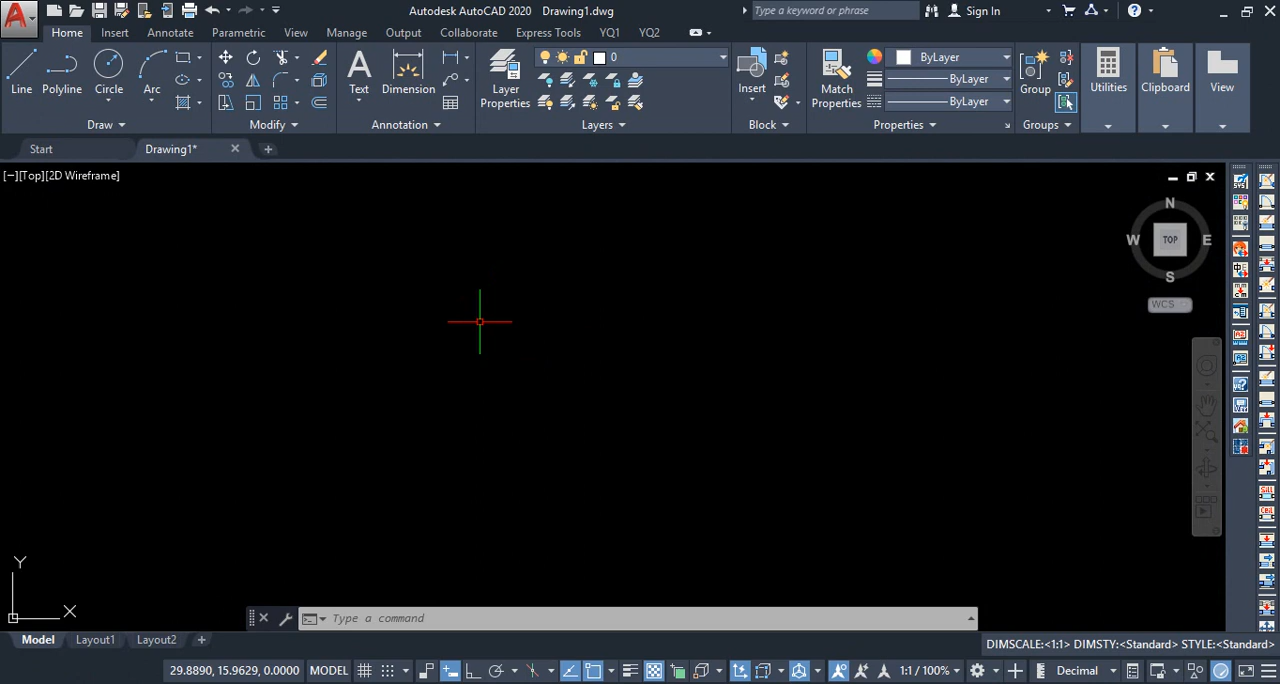 Autodesk AutoCAD 2020 Drawing1.dwg Type a keyword or phrase Sign In
Home Insert Annotate Parametric View Manage Output Collaborate Express Tools YQ1 YQ2
0 ByLayer
ByLayer
ByLayer
Line Polyline Circle Arc Text Dimension Layer Properties Insert Match Properties Group Utilities Clipboard View
Draw Modify Annotation Layers Block Properties Groups
Start Drawing1*
[−][Top][2D Wireframe]
N
W TOP E
S
WCS
Sill
Ceil
Y
X
Type a command
Model Layout1 Layout2
DIMSCALE:<1:1> DIMSTY:<Standard> STYLE:<Standard>
29.8890, 15.9629, 0.0000 MODEL 1:1 / 100% Decimal